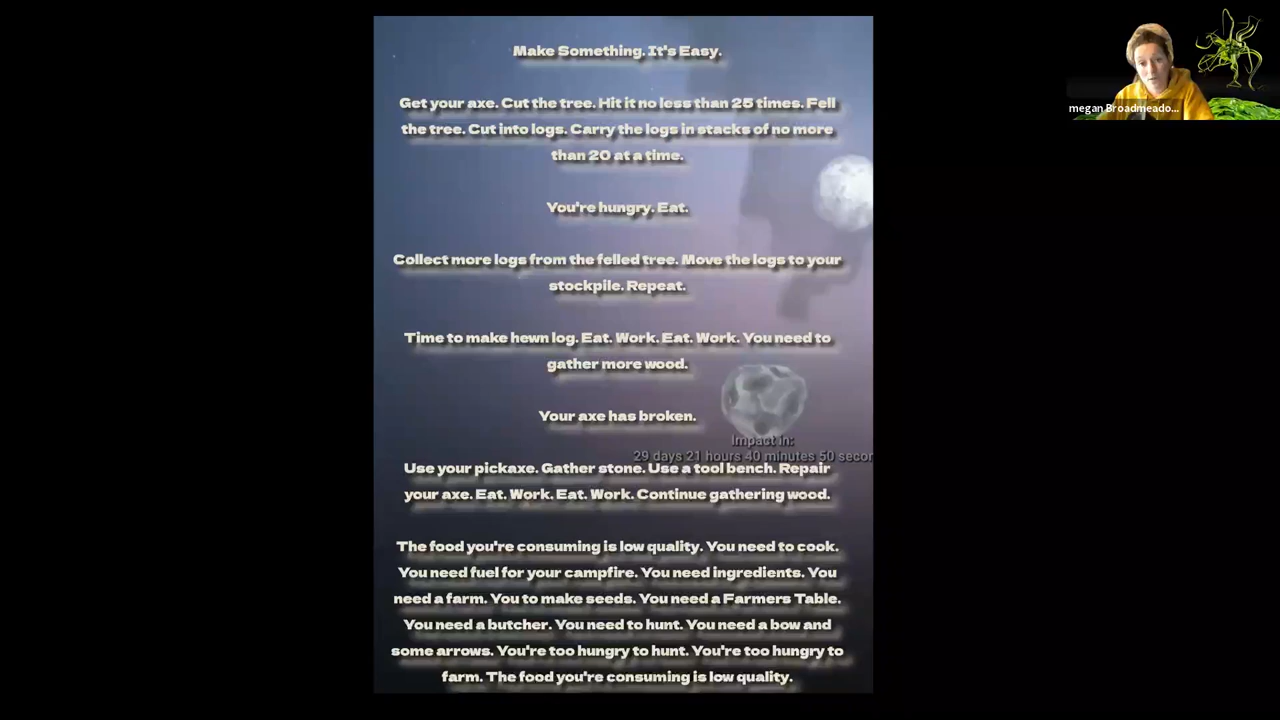 Make Something. It's Easy.
Get your axe. Cut the tree. Hit it no less than 25 times. Fell
the tree. Cut into logs. Carry the logs in stacks of no more
than 20 at a time.
You're hungry. Eat.
Collect more logs from the felled tree. Move the logs to your
stockpile. Repeat.
Time to make hewn log. Eat. Work. Eat. Work. You need to
gather more wood.
Your axe has broken.
Impact in:
29 days 21 hours 40 minutes 50 secor
Use your pickaxe. Gather stone. Use a tool bench. Repair
your axe. Eat. Work. Eat. Work. Continue gathering wood.
The food you're consuming is low quality. You need to cook.
You need fuel for your campfire. You need ingredients. You
need a farm. You to make seeds. You need a Farmers Table.
You need a butcher. You need to hunt. You need a bow and
some arrows. You're too hungry to hunt. You're too hungry to
farm. The food you're consuming is low quality.
megan Broadmeado...